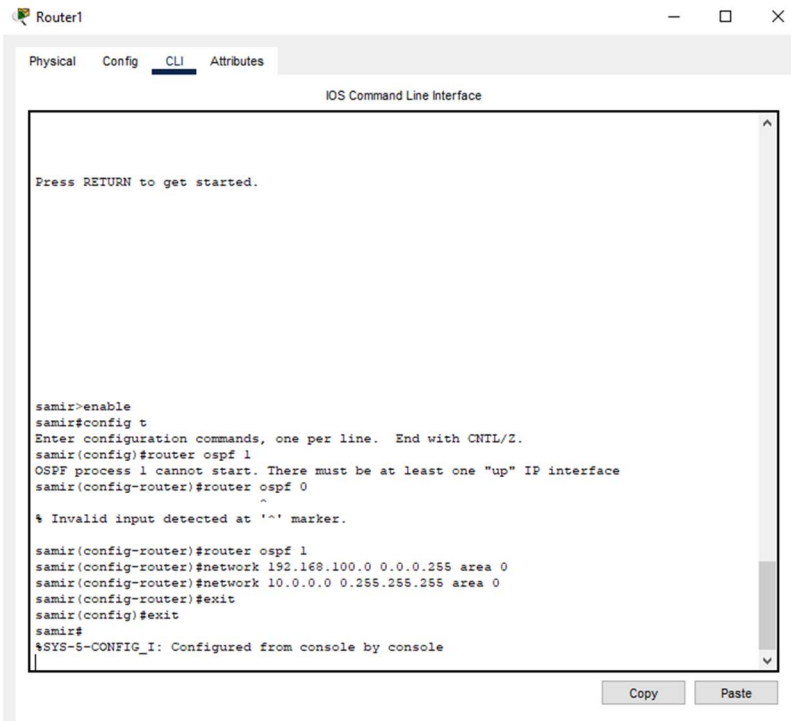 Router1
Physical Config CLI Attributes
IOS Command Line Interface
Press RETURN to get started.
samir>enable
samir#config t
Enter configuration commands, one per line.  End with CNTL/Z.
samir(config)#router ospf 1
OSPF process 1 cannot start. There must be at least one "up" IP interface
samir(config-router)#router ospf 0
^
% Invalid input detected at '^' marker.
samir(config-router)#router ospf 1
samir(config-router)#network 192.168.100.0 0.0.0.255 area 0
samir(config-router)#network 10.0.0.0 0.255.255.255 area 0
samir(config-router)#exit
samir(config)#exit
samir#
%SYS-5-CONFIG_I: Configured from console by console
Copy Paste